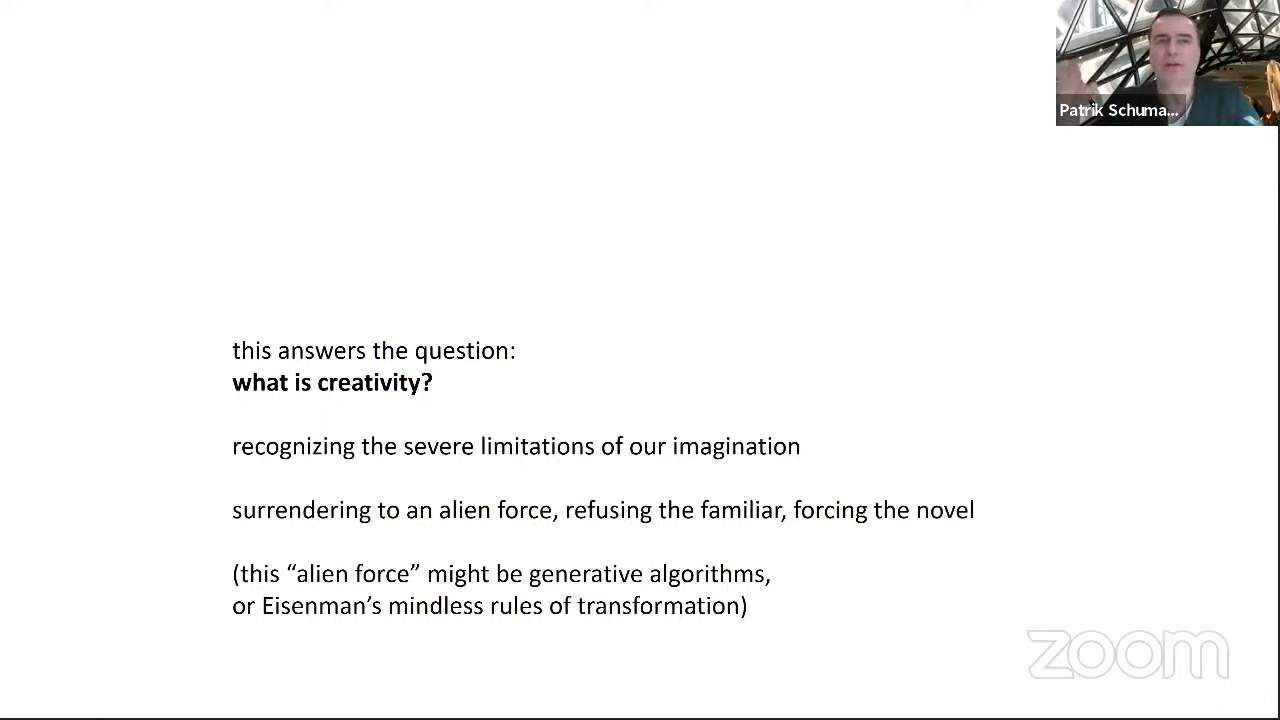 Patrik Schuma...
this answers the question:
what is creativity?
recognizing the severe limitations of our imagination
surrendering to an alien force, refusing the familiar, forcing the novel
(this “alien force” might be generative algorithms,
or Eisenman’s mindless rules of transformation)
zoom